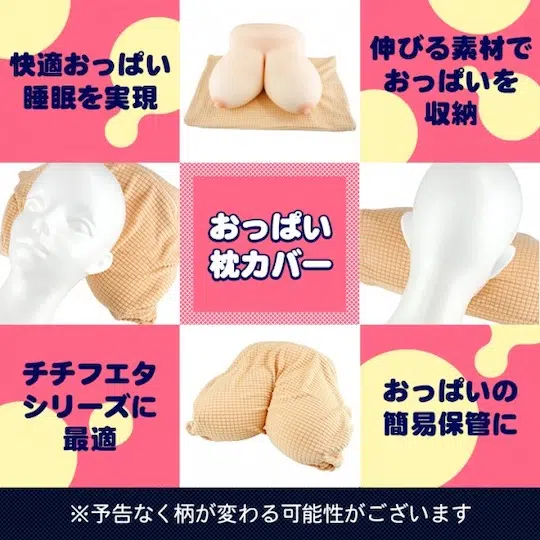 快適おっぱい
睡眠を実現
伸びる素材で
おっぱいを
収納
おっぱい
枕カバー
チチフエタ
シリーズに
最適
おっぱいの
簡易保管に
※予告なく柄が変わる可能性がございます